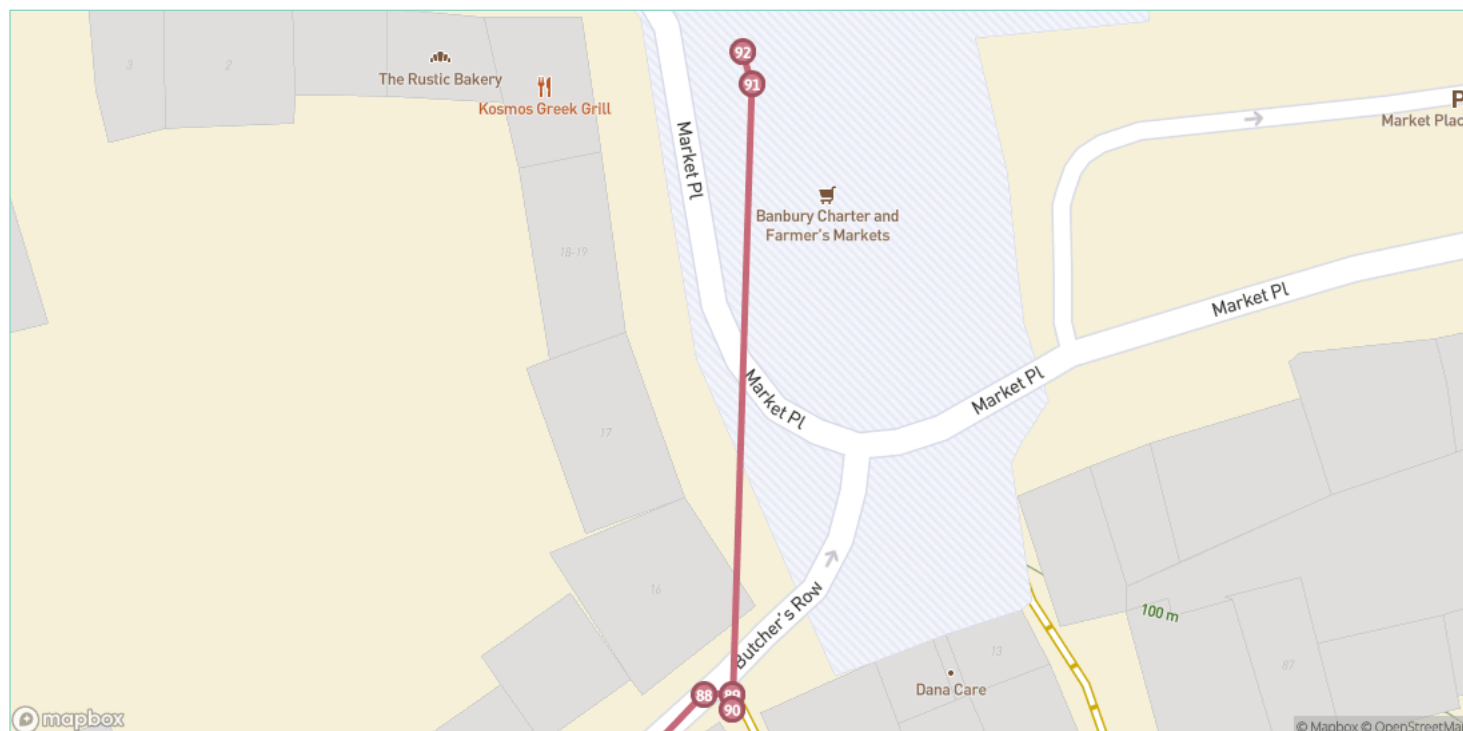 92
91
3
2
The Rustic Bakery
Kosmos Greek Grill
P
Market Plac
Market Pl
Banbury Charter and
Farmer's Markets
18-19
Market Pl
Market Pl
Market Pl
17
16
Butcher's Row
100 m
13
87
Dana Care
88
89
90
mapbox
© Mapbox © OpenStreetMa